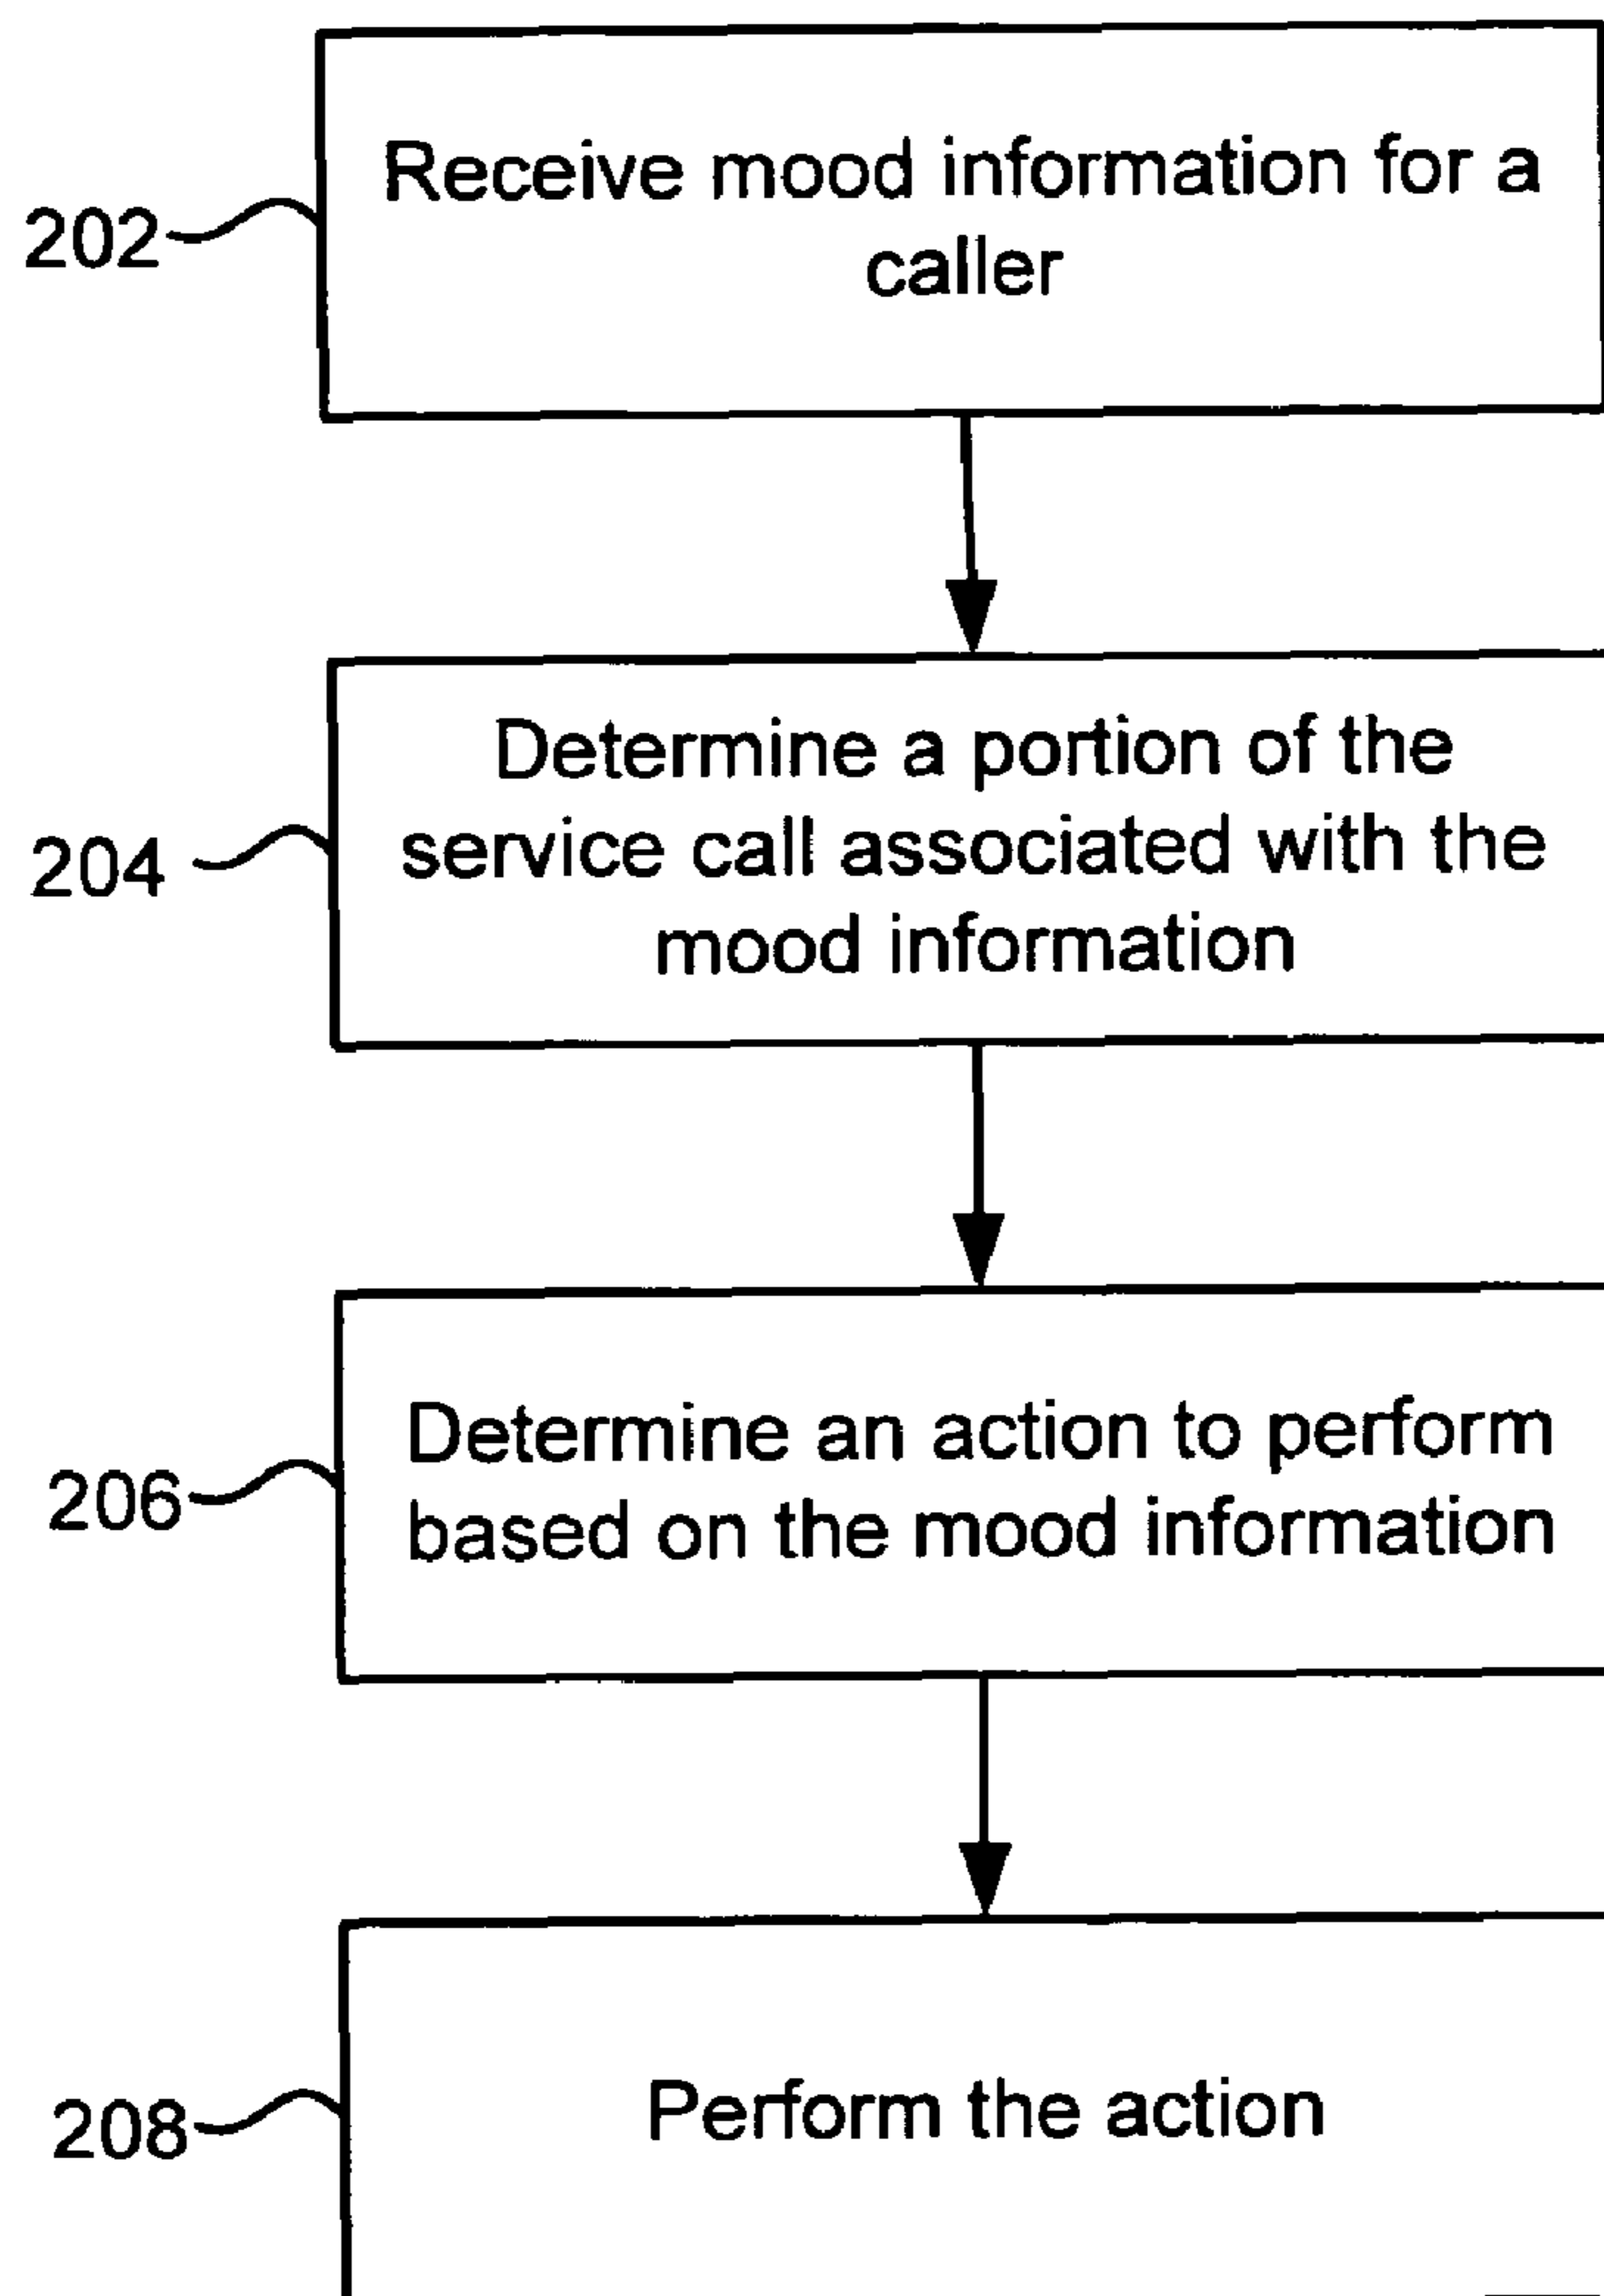 Receive mood information for a
caller
202
Determine a portion of the
service call associated with the
mood information
204
Determine an action to perform
based on the mood information
206
Perform the action
208